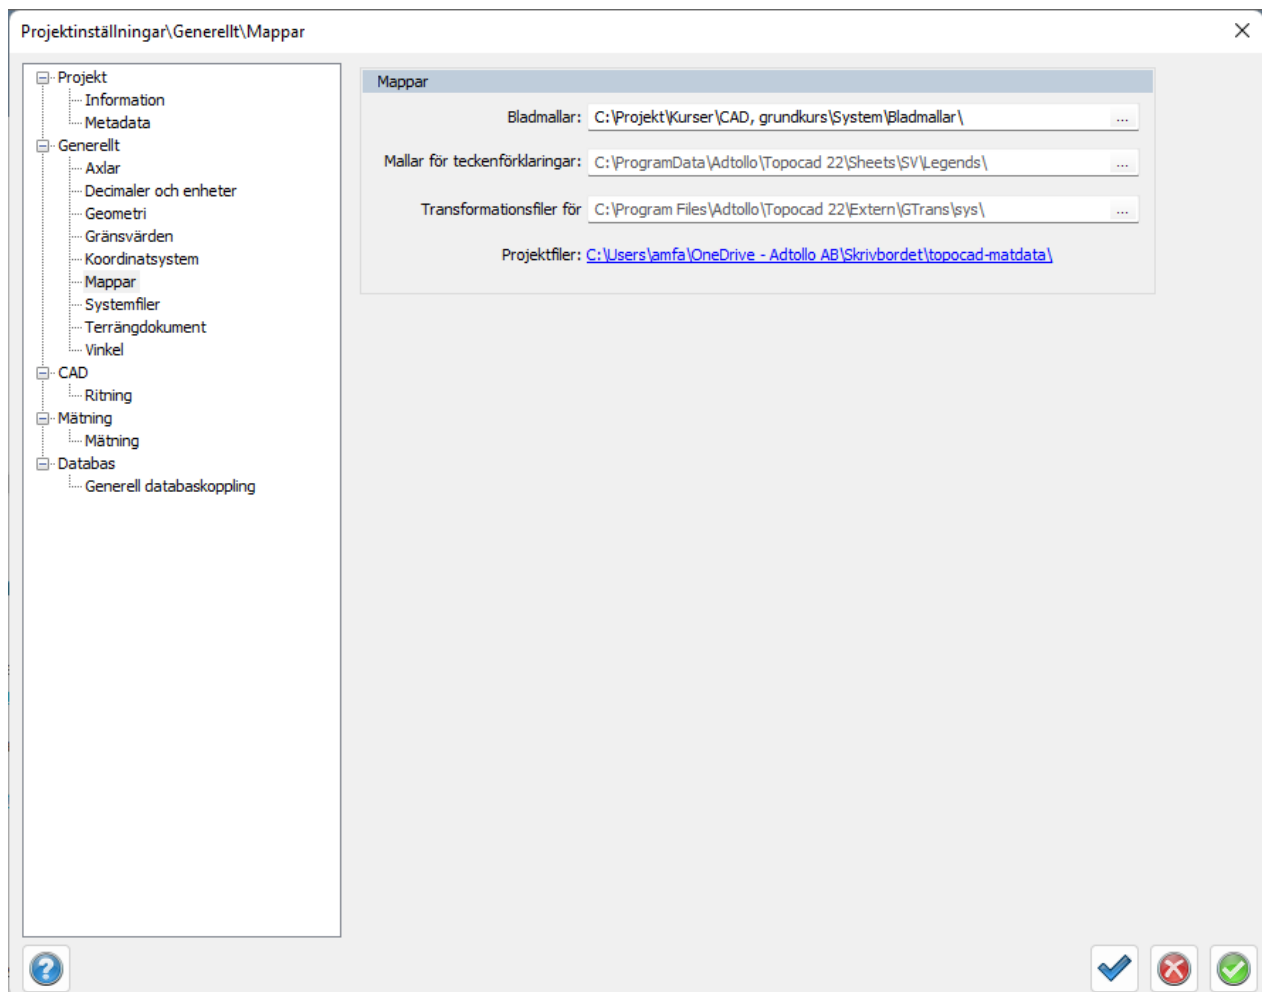 Projektinställningar\Generellt\Mappar
Projekt
Information
Metadata
Generellt
Axlar
Decimaler och enheter
Geometri
Gränsvärden
Koordinatsystem
Mappar
Systemfiler
Terrängdokument
Vinkel
CAD
Ritning
Mätning
Mätning
Databas
Generell databaskoppling
Mappar
Bladmallar: C:\Projekt\Kurser\CAD, grundkurs\System\Bladmallar\ ...
Mallar för teckenförklaringar: C:\ProgramData\Adtollo\Topocad 22\Sheets\SV\Legends\ ...
Transformationsfiler för C:\Program Files\Adtollo\Topocad 22\Extern\GTrans\sys\ ...
Projektfiler: C:\Users\amfa\OneDrive - Adtollo AB\Skrivbordet\topocad-matdata\